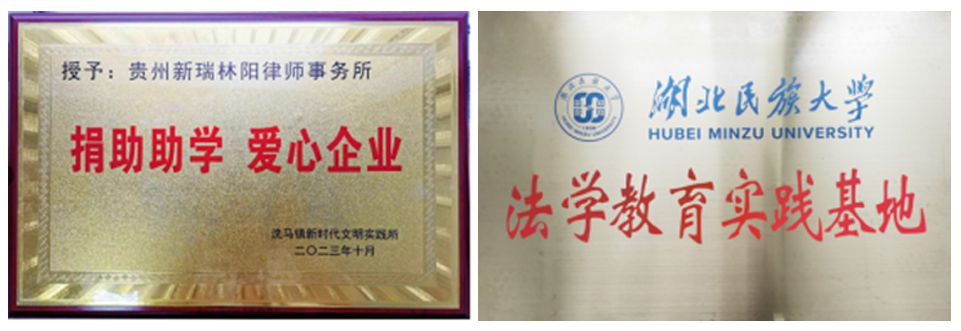 授予：贵州新瑞林阳律师事务所
捐助助学 爱心企业
沈马镇新时代文明实践所
二〇二三年十月
湖北民族大学
HUBEI MINZU UNIVERSITY
法学教育实践基地